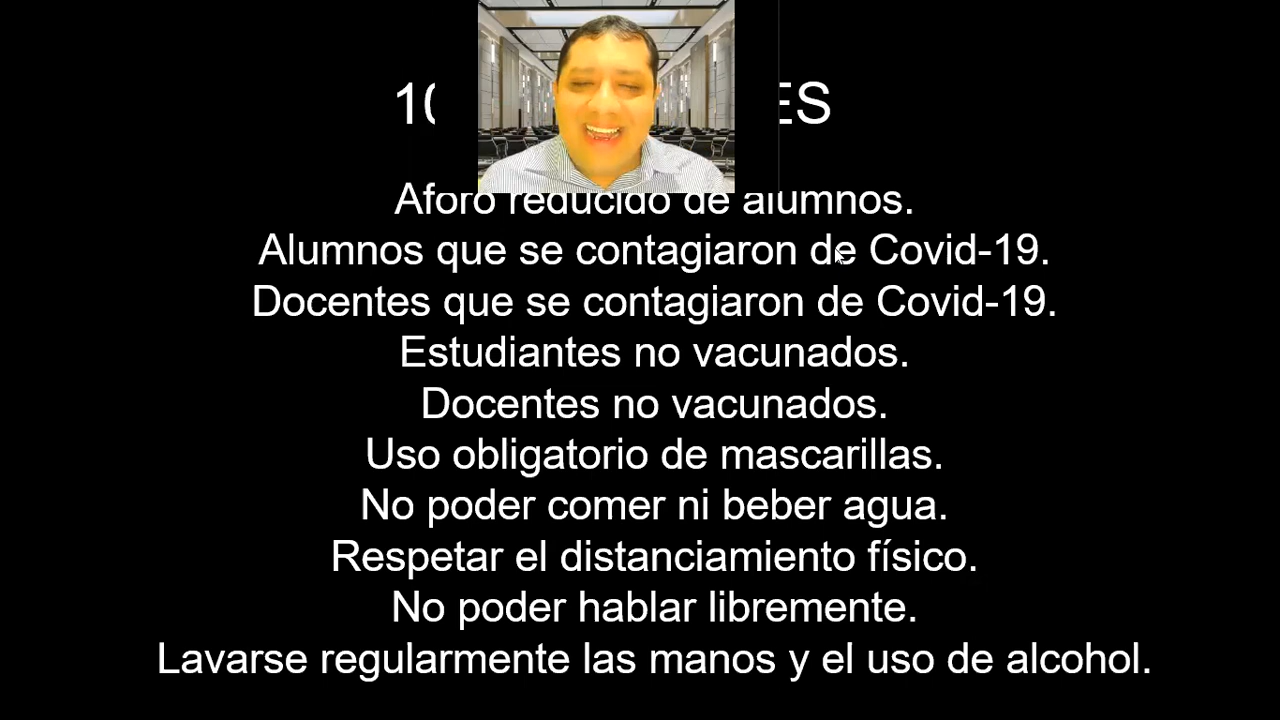 10 ES
Aforo reducido de alumnos.
Alumnos que se contagiaron de Covid-19.
Docentes que se contagiaron de Covid-19.
Estudiantes no vacunados.
Docentes no vacunados.
Uso obligatorio de mascarillas.
No poder comer ni beber agua.
Respetar el distanciamiento físico.
No poder hablar libremente.
Lavarse regularmente las manos y el uso de alcohol.